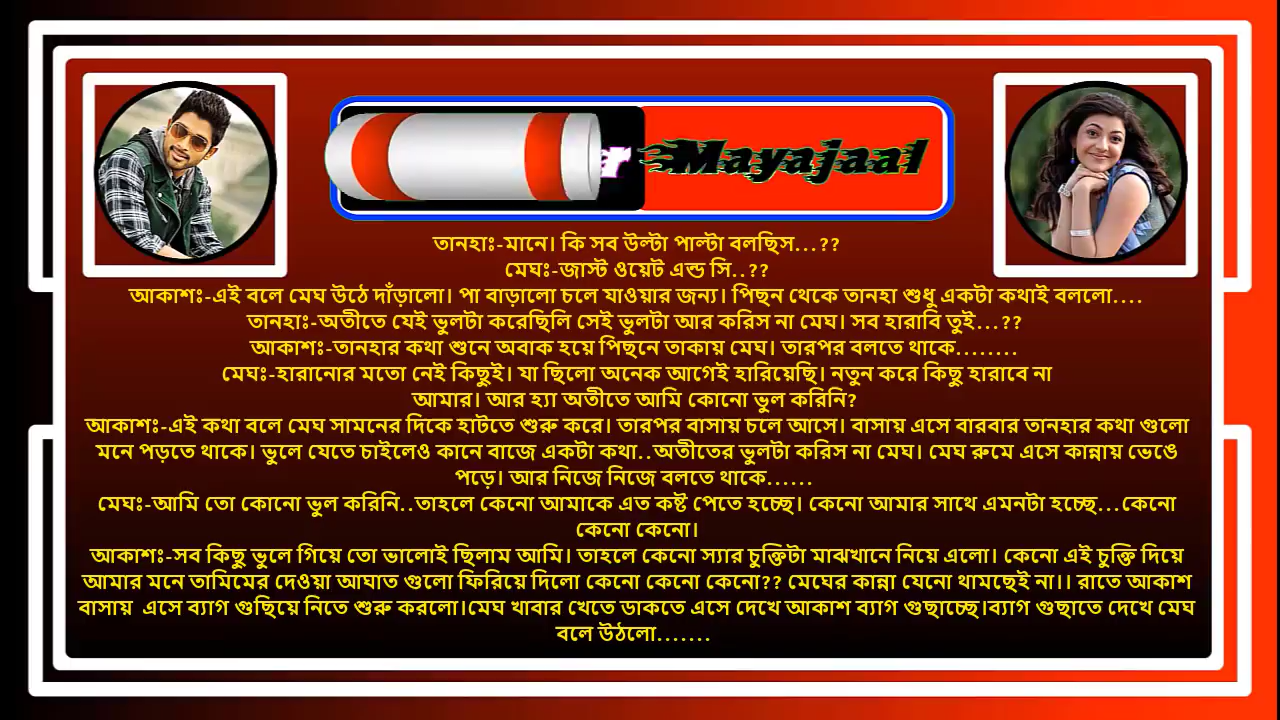 Mayajaal
তানহাঃ-মানে। কি সব উল্টা পাল্টা বলছিস...??
মেঘঃ-জাস্ট ওয়েট এন্ড সি..??
আকাশঃ-এই বলে মেঘ উঠে দাঁড়ালো। পা বাড়ালো চলে যাওয়ার জন্য। পিছন থেকে তানহা শুধু একটা কথাই বললো....
তানহাঃ-অতীতে যেই ভুলটা করেছিলি সেই ভুলটা আর করিস না মেঘ। সব হারাবি তুই...??
আকাশঃ-তানহার কথা শুনে অবাক হয়ে পিছনে তাকায় মেঘ। তারপর বলতে থাকে........
মেঘঃ-হারানোর মতো নেই কিছুই। যা ছিলো অনেক আগেই হারিয়েছি। নতুন করে কিছু হারাবে না
আমার। আর হ্যা অতীতে আমি কোনো ভুল করিনি?
আকাশঃ-এই কথা বলে মেঘ সামনের দিকে হাটতে শুরু করে। তারপর বাসায় চলে আসে। বাসায় এসে বারবার তানহার কথা গুলো
মনে পড়তে থাকে। ভুলে যেতে চাইলেও কানে বাজে একটা কথা..অতীতের ভুলটা করিস না মেঘ। মেঘ রুমে এসে কান্নায় ভেঙে
পড়ে। আর নিজে নিজে বলতে থাকে......
মেঘঃ-আমি তো কোনো ভুল করিনি..তাহলে কেনো আমাকে এত কষ্ট পেতে হচ্ছে। কেনো আমার সাথে এমনটা হচ্ছে...কেনো
কেনো কেনো।
আকাশঃ-সব কিছু ভুলে গিয়ে তো ভালোই ছিলাম আমি। তাহলে কেনো স্যার চুক্তিটা মাঝখানে নিয়ে এলো। কেনো এই চুক্তি দিয়ে
আমার মনে তামিমের দেওয়া আঘাত গুলো ফিরিয়ে দিলো কেনো কেনো কেনো?? মেঘের কান্না যেনো থামছেই না।। রাতে আকাশ
বাসায় এসে ব্যাগ গুছিয়ে নিতে শুরু করলো।মেঘ খাবার খেতে ডাকতে এসে দেখে আকাশ ব্যাগ গুছাচ্ছে।ব্যাগ গুছাতে দেখে মেঘ
বলে উঠলো.......